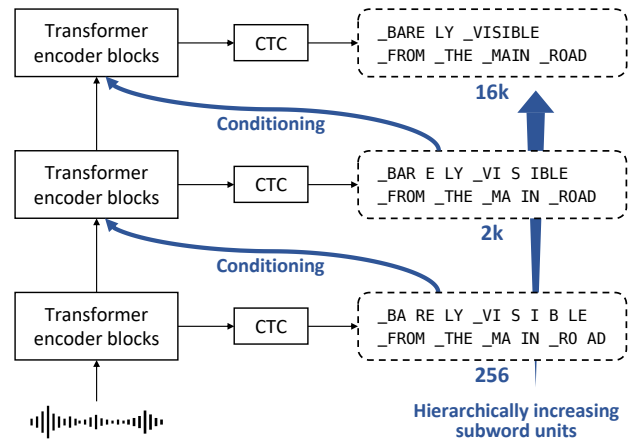 Transformer
encoder blocks
CTC
_BARE LY _VISIBLE
_FROM _THE _MAIN _ROAD
16k
Conditioning
Transformer
encoder blocks
CTC
_BAR E LY _VI S IBLE
_FROM _THE _MA IN _ROAD
2k
Conditioning
Transformer
encoder blocks
CTC
_BA RE LY _VI S I B LE
_FROM _THE _MA IN _RO AD
256
Hierarchically increasing
subword units